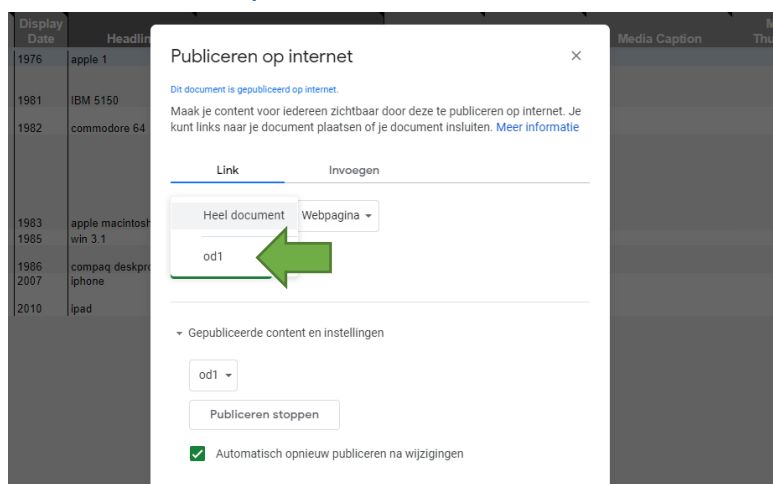 Display
Date
Headlin
Media Caption
M
Thu
1976 apple 1
1981 IBM 5150
1982 commodore 64
1983 apple macintosh
1985 win 3.1
1986 compaq deskpro
2007 iphone
2010 ipad
Publiceren op internet
Dit document is gepubliceerd op internet.
Maak je content voor iedereen zichtbaar door deze te publiceren op internet. Je
kunt links naar je document plaatsen of je document insluiten. Meer informatie
Link Invoegen
Heel document Webpagina
od1
Gepubliceerde content en instellingen
od1
Publiceren stoppen
Automatisch opnieuw publiceren na wijzigingen